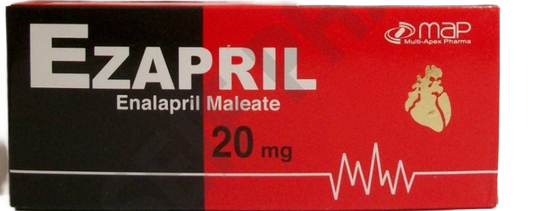 EZAPRIL
Enalapril Maleate
20 mg
MAP
Multi-Apex Pharma